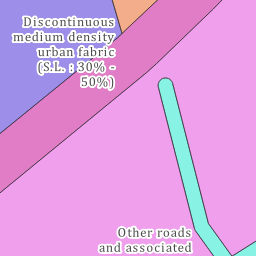 Discontinuous
medium density
urban fabric
(S.L. : 30% -
50%)
Other roads
and associated